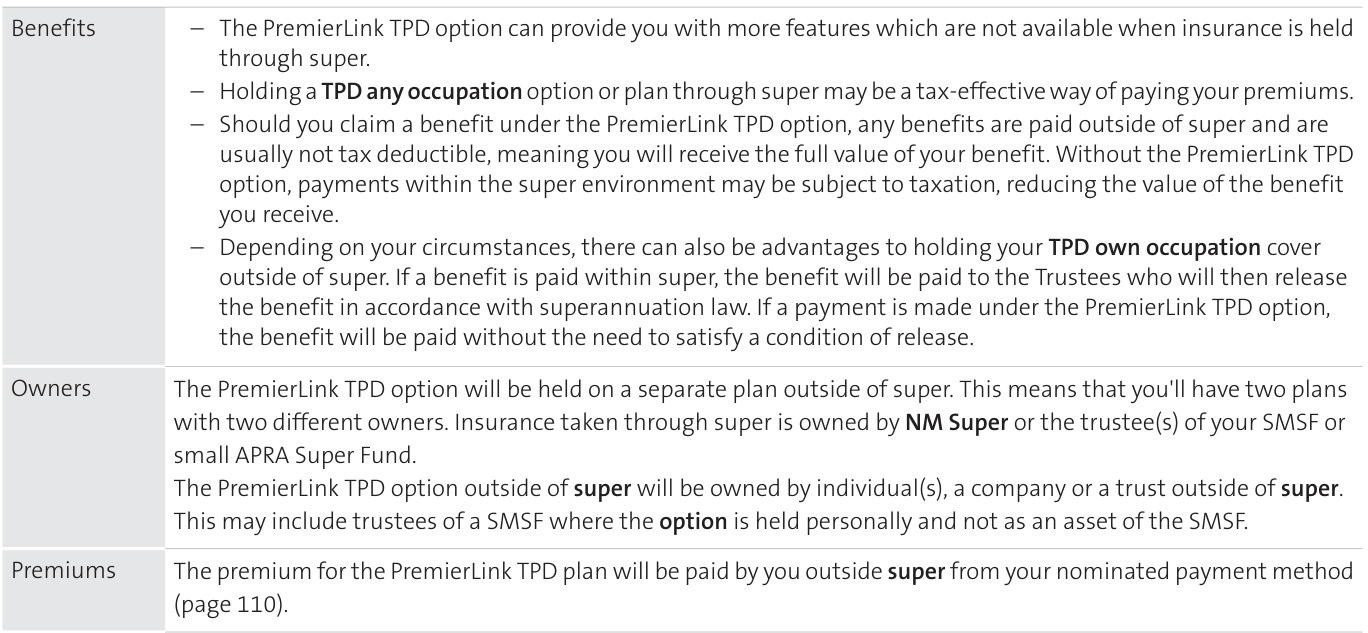 Benefits
– The PremierLink TPD option can provide you with more features which are not available when insurance is held
through super.
– Holding a TPD any occupation option or plan through super may be a tax-effective way of paying your premiums.
– Should you claim a benefit under the PremierLink TPD option, any benefits are paid outside of super and are
usually not tax deductible, meaning you will receive the full value of your benefit. Without the PremierLink TPD
option, payments within the super environment may be subject to taxation, reducing the value of the benefit
you receive.
– Depending on your circumstances, there can also be advantages to holding your TPD own occupation cover
outside of super. If a benefit is paid within super, the benefit will be paid to the Trustees who will then release
the benefit in accordance with superannuation law. If a payment is made under the PremierLink TPD option,
the benefit will be paid without the need to satisfy a condition of release.
Owners
The PremierLink TPD option will be held on a separate plan outside of super. This means that you'll have two plans
with two different owners. Insurance taken through super is owned by NM Super or the trustee(s) of your SMSF or
small APRA Super Fund.
The PremierLink TPD option outside of super will be owned by individual(s), a company or a trust outside of super.
This may include trustees of a SMSF where the option is held personally and not as an asset of the SMSF.
Premiums
The premium for the PremierLink TPD plan will be paid by you outside super from your nominated payment method
(page 110).